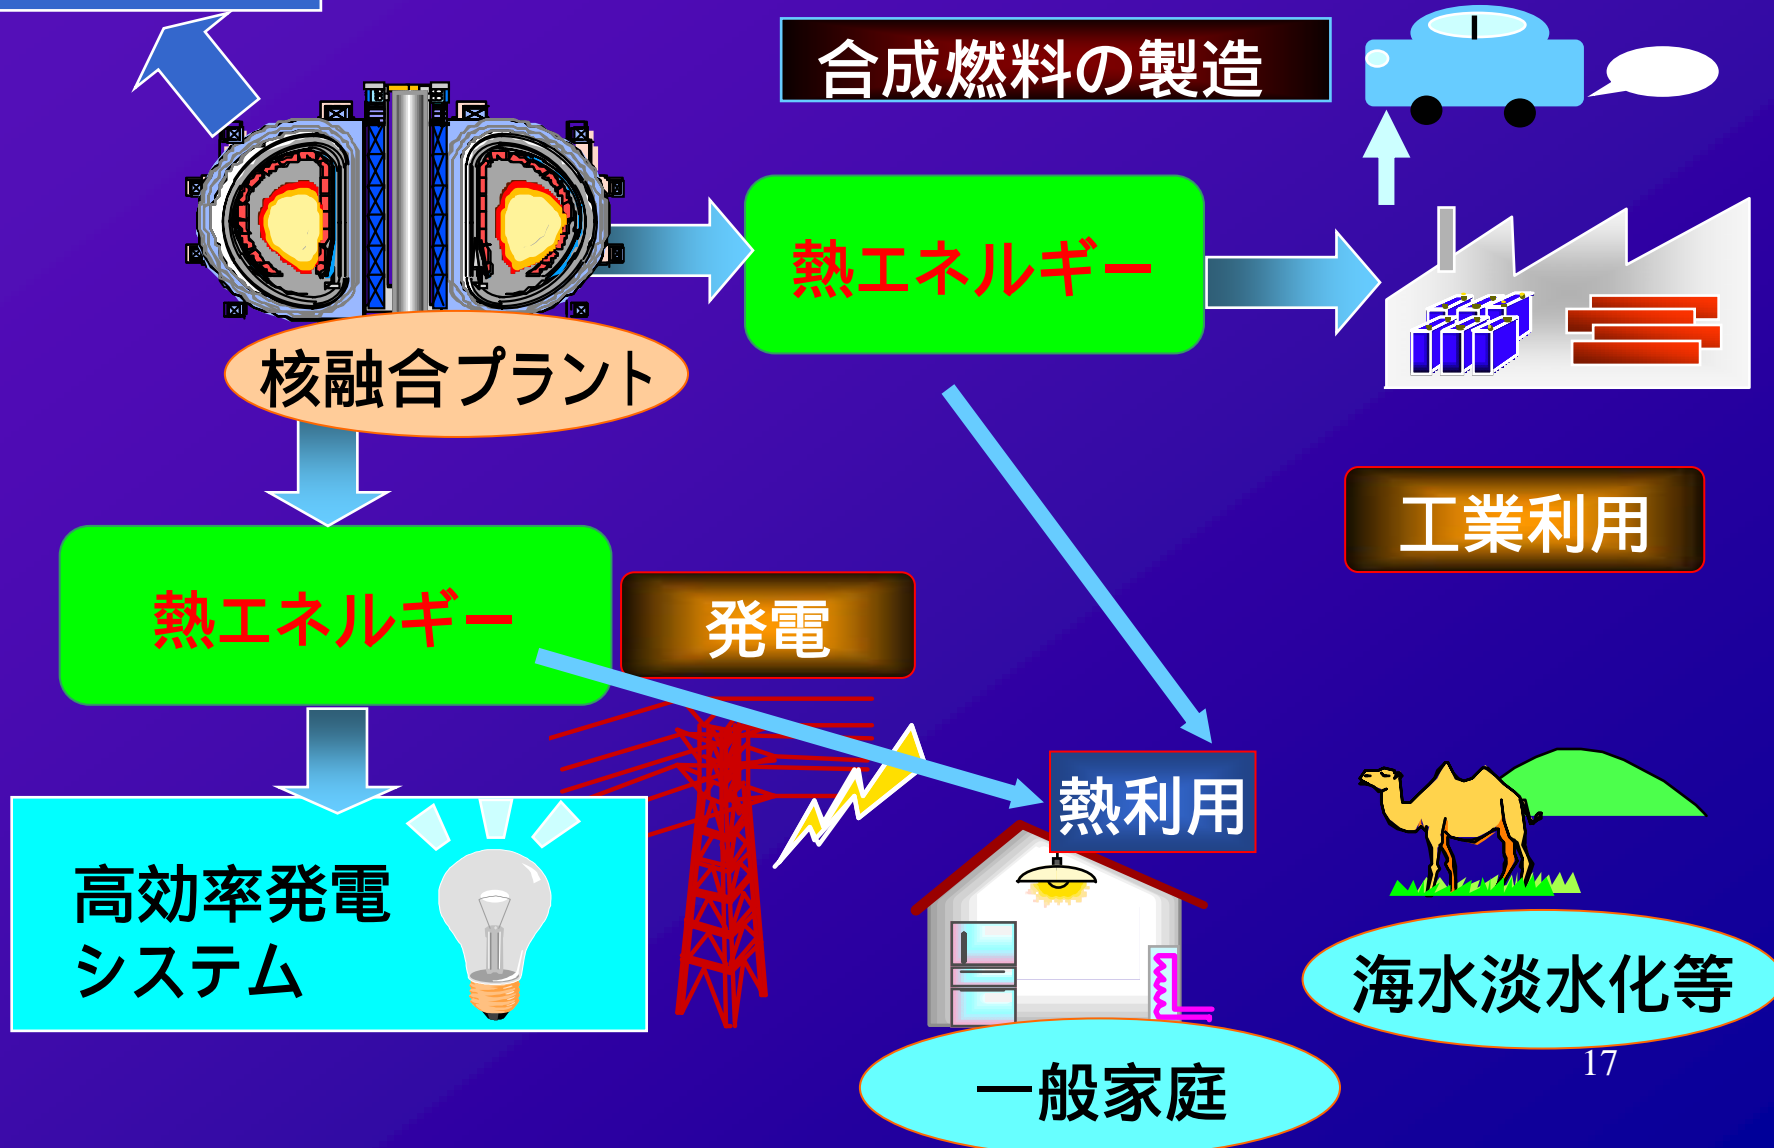 合成燃料の製造
熱エネルギー
核融合プラント
工業利用
熱エネルギー
発電
熱利用
高効率発電
システム
海水淡水化等
17
一般家庭